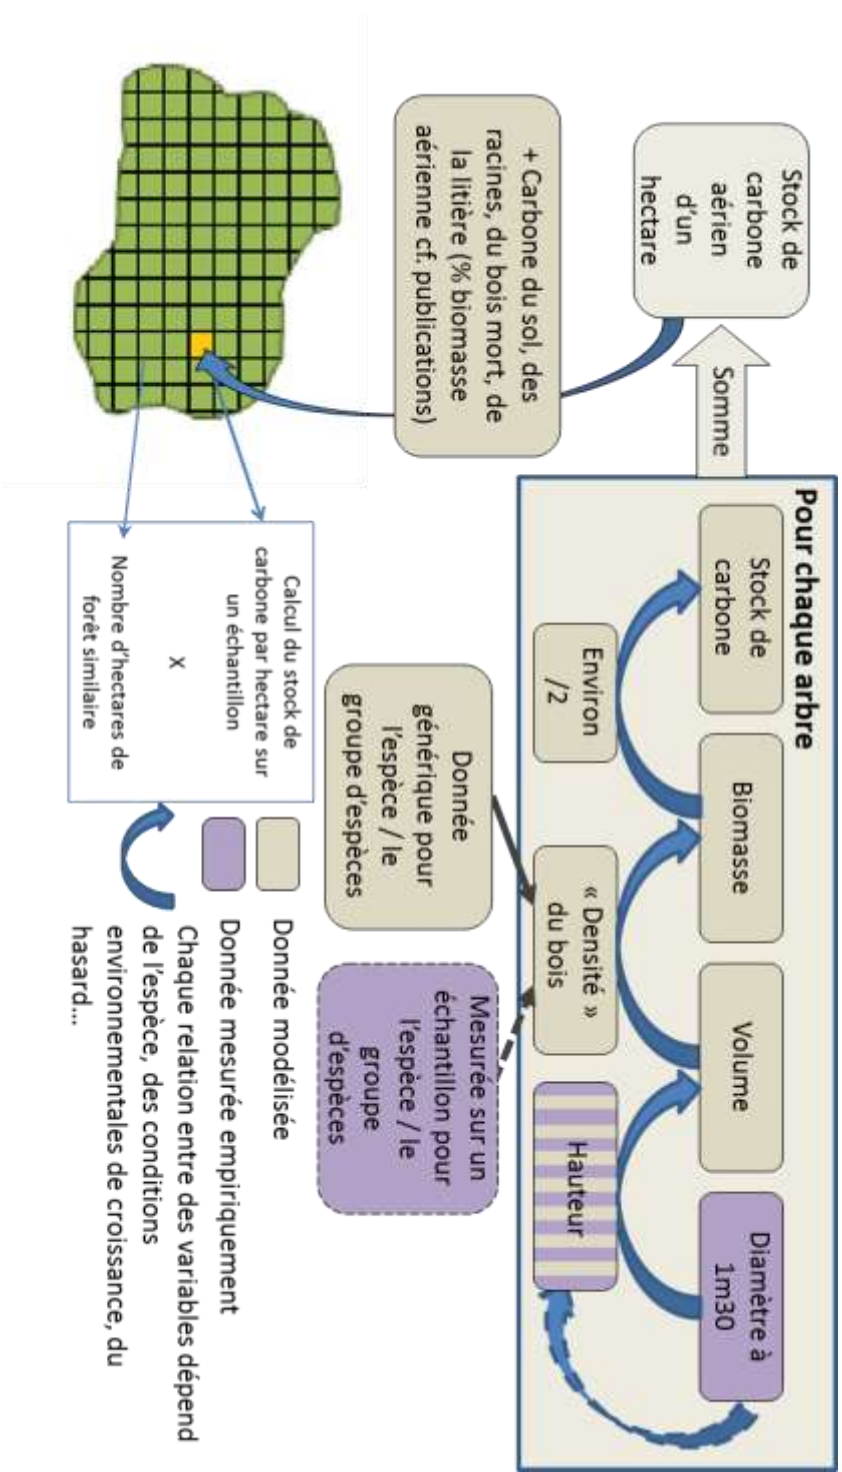 Pour chaque arbre
Stock de
carbone
Biomasse
Volume
Diamètre à
1m30
Environ
/2
« Densité »
du bois
Hauteur
Somme
Stock de
carbone
aérien
d'un
hectare
+ Carbone du sol, des
racines, du bois mort, de
la litière (% biomasse
aérienne cf. publications)
Donnée
générique pour
l'espèce / le
groupe d'espèces
Mesurée sur un
échantillon pour
l'espèce / le
groupe
d'espèces
Calcul du stock de
carbone par hectare sur
un échantillon
X
Nombre d'hectares de
forêt similaire
Donnée modélisée
Donnée mesurée empiriquement
Chaque relation entre des variables dépend
de l'espèce, des conditions
environnementales de croissance, du
hasard...